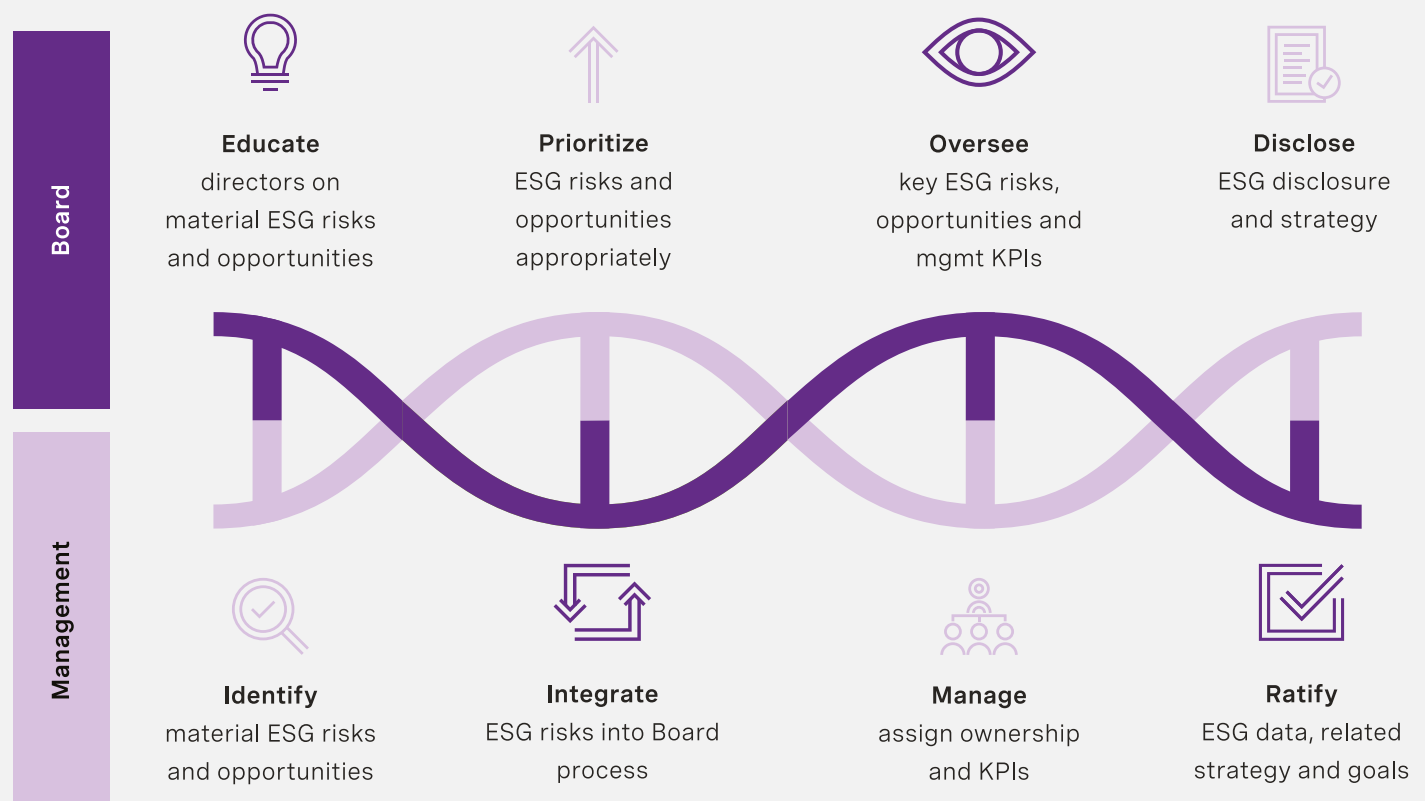 Board
Educate
directors on
material ESG risks
and opportunities
Prioritize
ESG risks and
opportunities
appropriately
Oversee
key ESG risks,
opportunities and
mgmt KPIs
Disclose
ESG disclosure
and strategy
Management
Identify
material ESG risks
and opportunities
Integrate
ESG risks into Board
process
Manage
assign ownership
and KPIs
Ratify
ESG data, related
strategy and goals